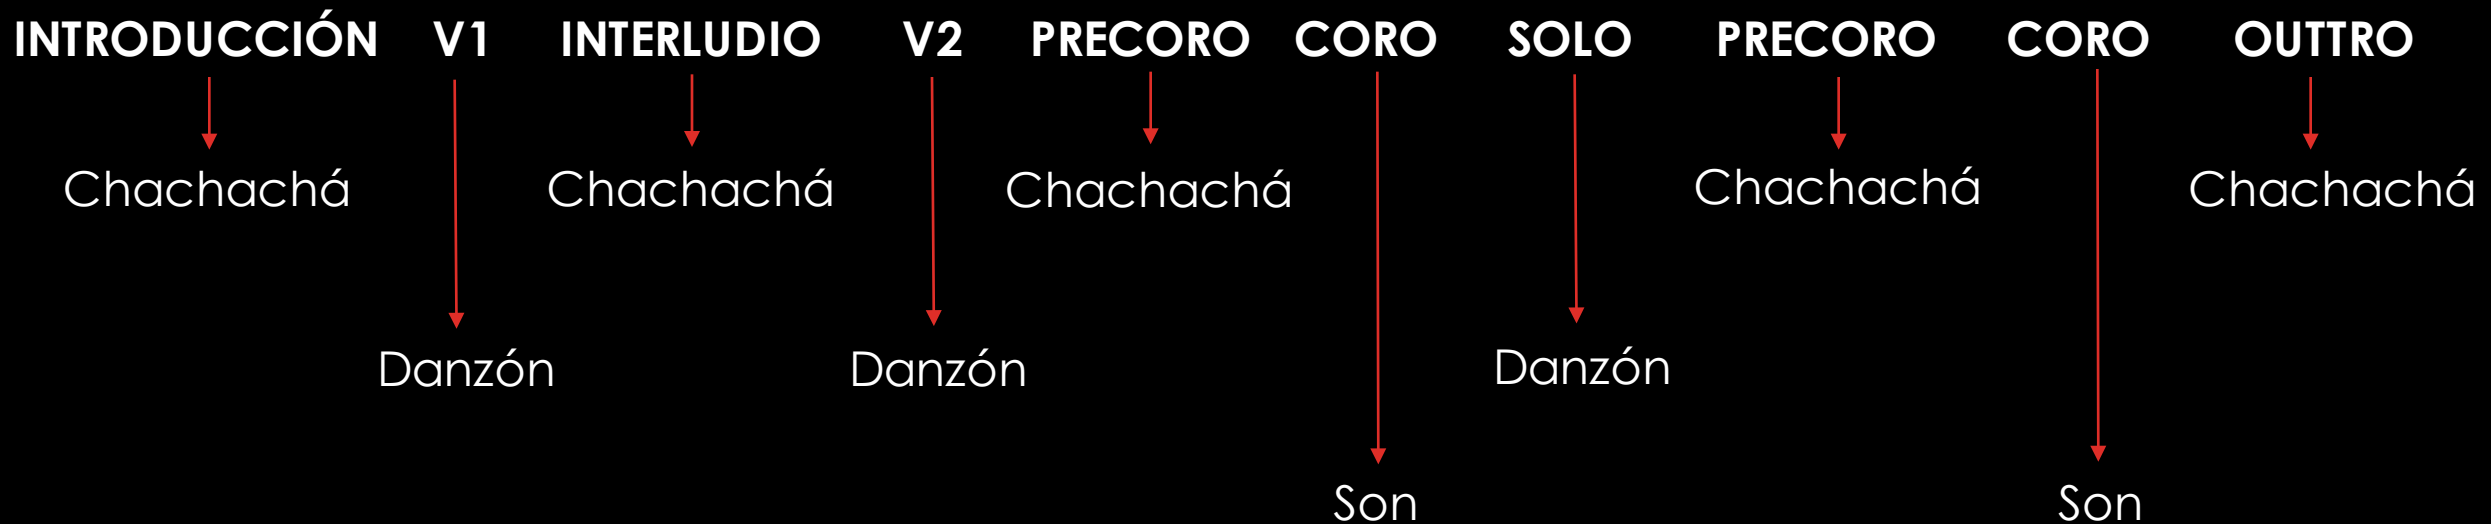 INTRODUCCIÓN V1 INTERLUDIO V2 PRECORO CORO SOLO PRECORO CORO OUTTRO
Chachachá Chachachá Chachachá Chachachá Chachachá
Danzón Danzón Danzón
Son Son